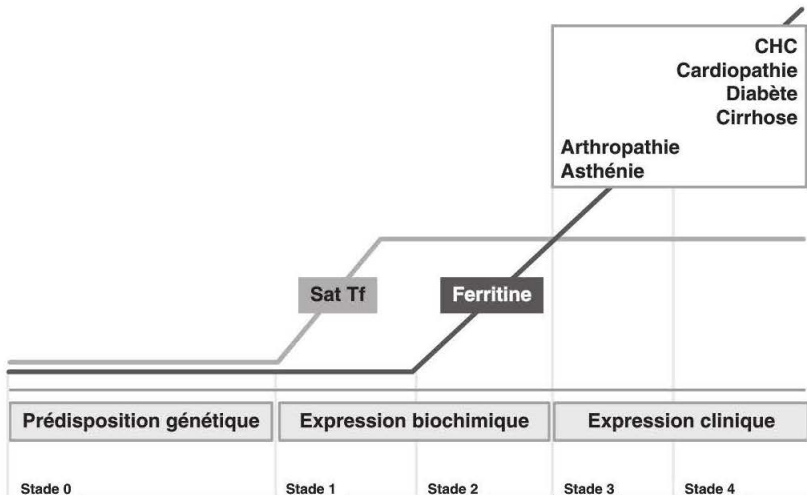 CHC
Cardiopathie
Diabète
Cirrhose
Arthropathie
Asthénie
Sat Tf
Ferritine
Prédisposition génétique
Expression biochimique
Expression clinique
Stade 0
Stade 1
Stade 2
Stade 3
Stade 4